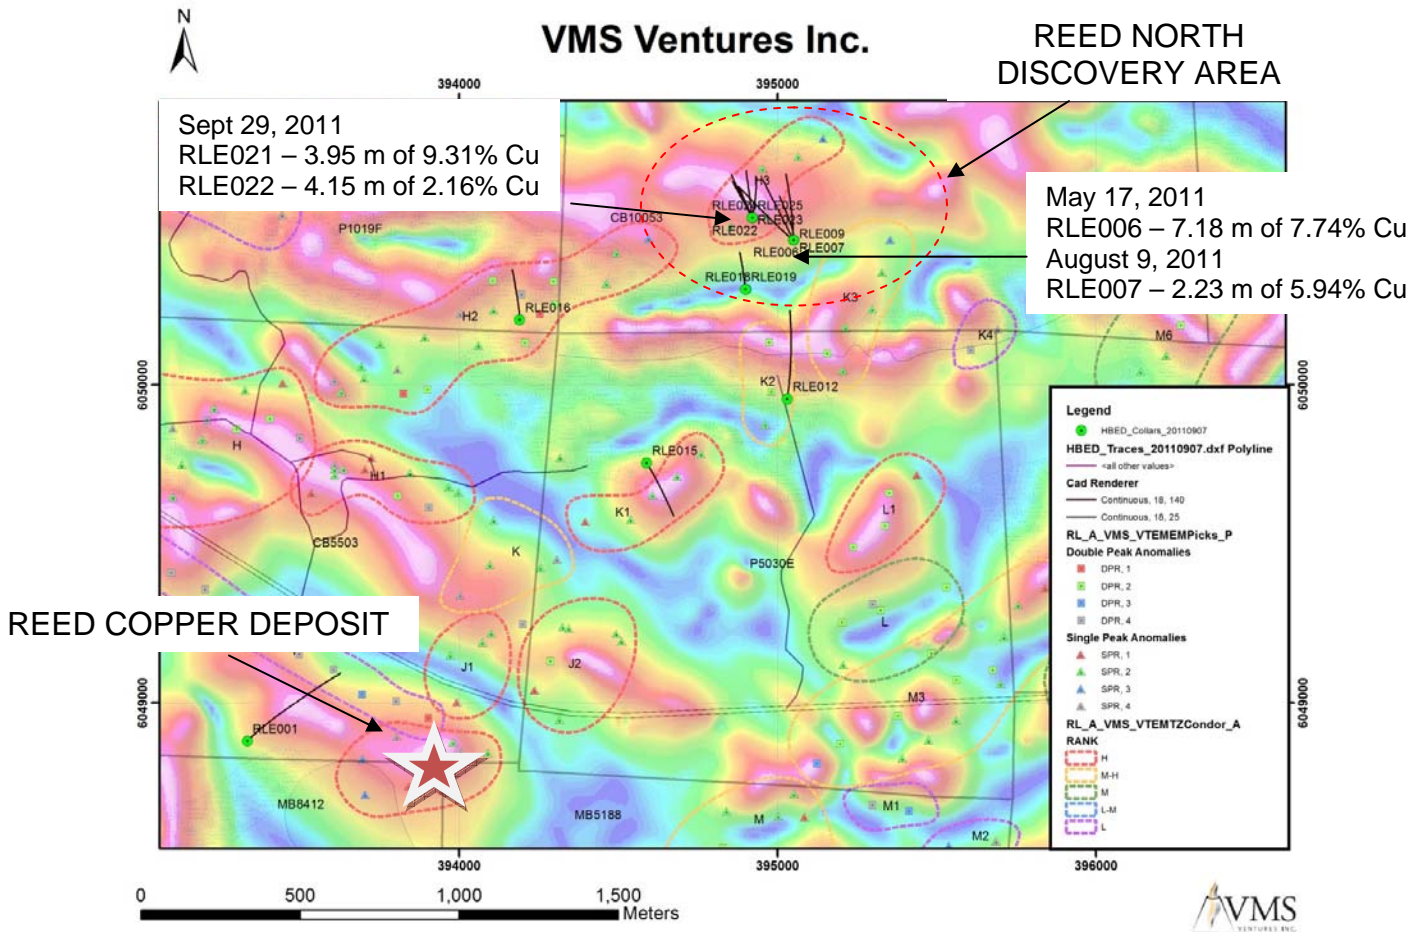 N
VMS Ventures Inc.
REED NORTH
DISCOVERY AREA
394000
395000
Sept 29, 2011
RLE021 – 3.95 m of 9.31% Cu
RLE022 – 4.15 m of 2.16% Cu
May 17, 2011
RLE006 – 7.18 m of 7.74% Cu
August 9, 2011
RLE007 – 2.23 m of 5.94% Cu
H3
RLE025
RLE023
RLE022
CB10053
P1019F
RLE009
RLE007
RLE006
RLE018
RLE019
K3
RLE016
H2
K4
M6
6050000
6050000
K2
RLE012
H
H1
RLE015
K1
L1
K
CB5503
P5030E
L
REED COPPER DEPOSIT
J1
J2
M3
6049000
6049000
RLE001
MB8412
MB5188
M
M1
M2
Legend
HBED_Collars_20110907
HBED_Traces_20110907.dxf Polyline
<all other values>
Cad Renderer
Continuous, 18, 140
Continuous, 18, 25
RL_A_VMS_VTEMEMPicks_P
Double Peak Anomalies
DPR, 1
DPR, 2
DPR, 3
DPR, 4
Single Peak Anomalies
SPR, 1
SPR, 2
SPR, 3
SPR, 4
RL_A_VMS_VTEMTZCondor_A
RANK
H
M-H
M
L-M
L
394000
395000
396000
0
500
1,000
1,500
Meters
VMS
VENTURES INC.